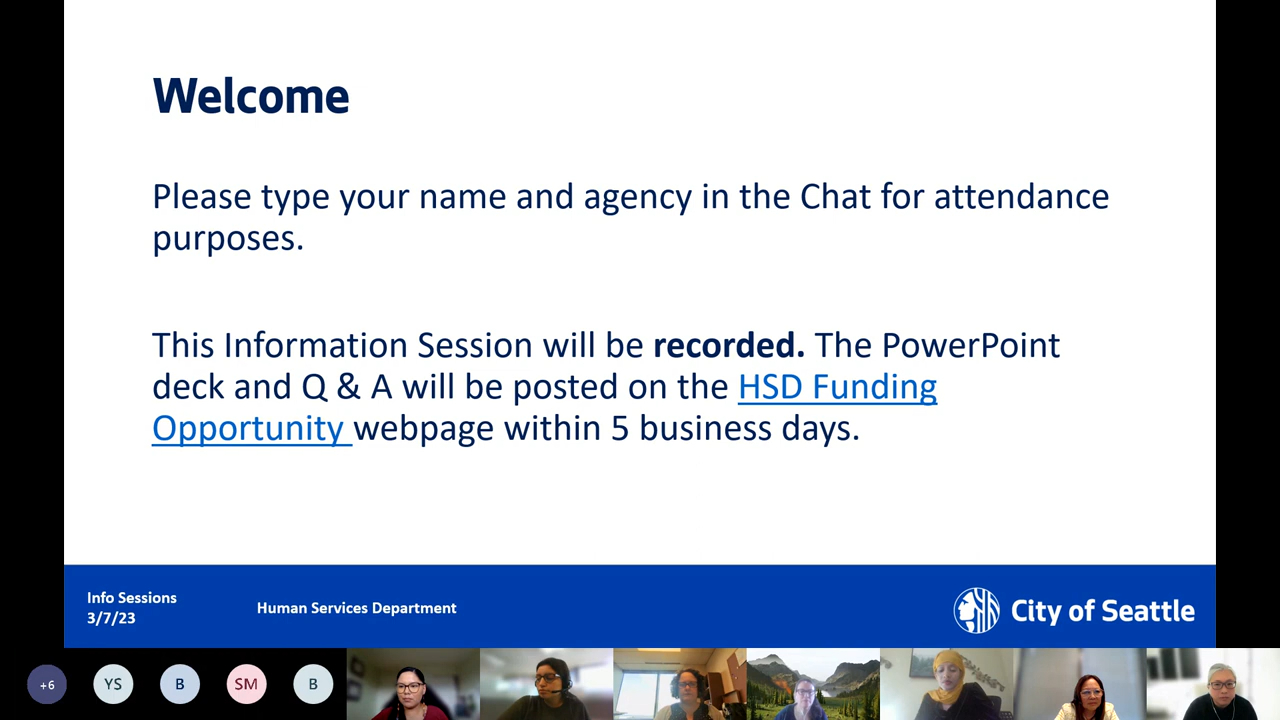 Welcome
Please type your name and agency in the Chat for attendance
purposes.
This Information Session will be recorded. The PowerPoint
deck and Q & A will be posted on the HSD Funding
Opportunity webpage within 5 business days.
Info Sessions
3/7/23
Human Services Department
City of Seattle
+6
YS
B
SM
B